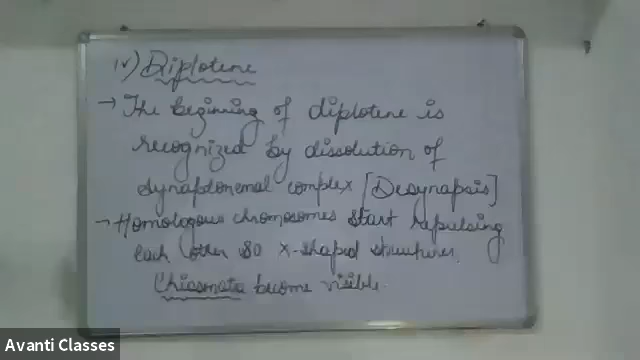 iv) Diplotene
→ The beginning of diplotene is
recognized by dissolution of
synaptonemal complex [Desynapsis]
→ Homologous chromosomes start repulsing
each other so X-shaped structures,
Chiasmata become visible.
Avanti Classes